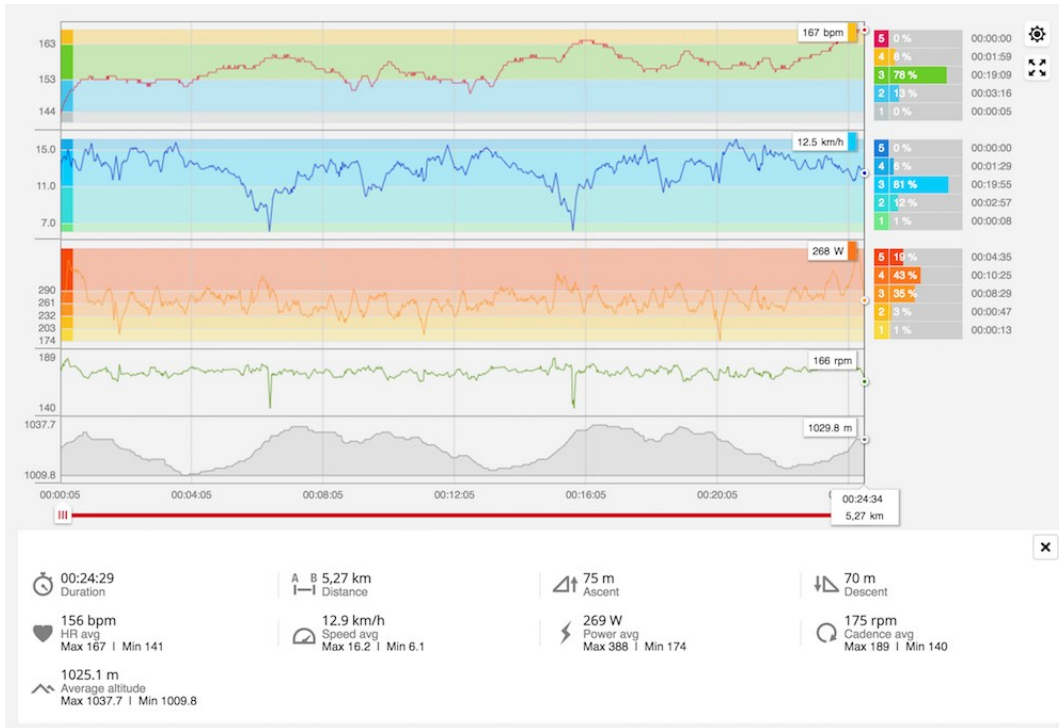 163
153
144
167 bpm
5 0 % 00:00:00
4 8 % 00:01:59
3 78 % 00:19:09
2 13 % 00:03:16
1 0 % 00:00:05
15.0
11.0
7.0
12.5 km/h
5 0 % 00:00:00
4 6 % 00:01:29
3 81 % 00:19:55
2 12 % 00:02:57
1 1 % 00:00:08
290
261
232
203
174
268 W
5 19 % 00:04:35
4 43 % 00:10:25
3 35 % 00:08:29
2 3 % 00:00:47
1 1 % 00:00:13
189
140
166 rpm
1037.7
1009.8
1029.8 m
00:00:05 00:04:05 00:08:05 00:12:05 00:16:05 00:20:05
00:24:34
5,27 km
00:24:29
Duration
A B
5,27 km
Distance
75 m
Ascent
70 m
Descent
156 bpm
HR avg
Max 167 | Min 141
12.9 km/h
Speed avg
Max 16.2 | Min 6.1
269 W
Power avg
Max 388 | Min 174
175 rpm
Cadence avg
Max 189 | Min 140
1025.1 m
Average altitude
Max 1037.7 | Min 1009.8